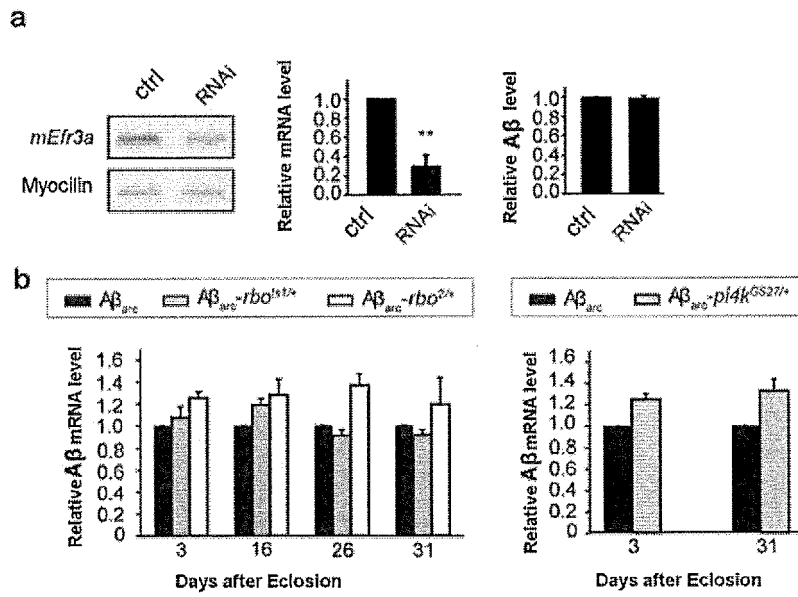 a
ctrl
RNAi
mEfr3a
Myocilin
Relative mRNA level
1.0
0.8
0.6
0.4
0.2
0.0
**
ctrl
RNAi
Relative Aβ level
1.0
0.8
0.6
0.4
0.2
0.0
ctrl
RNAi
b
Aβarc
Aβarc-rbots1/+
Aβarc-rbo2/+
Aβarc
Aβarc-pi4kGS27/+
Relative Aβ mRNA level
1.6
1.4
1.2
1.0
0.8
0.6
0.4
0.2
0
3 16 26 31
Days after Eclosion
Relative Aβ mRNA level
1.6
1.4
1.2
1.0
0.8
0.6
0.4
0.2
0
3 31
Days after Eclosion